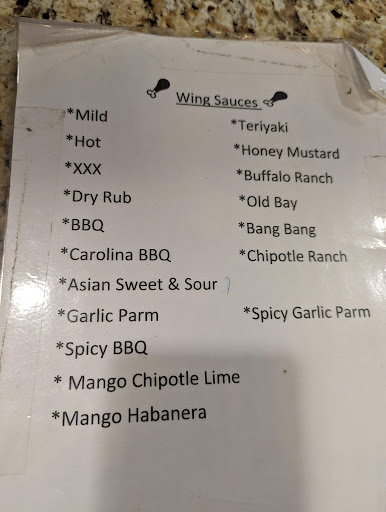 Wing Sauces
*Mild
*Hot
*XXX
*Dry Rub
*BBQ
*Carolina BBQ
*Asian Sweet & Sour
*Garlic Parm
*Spicy BBQ
* Mango Chipotle Lime
*Mango Habanera
*Teriyaki
*Honey Mustard
*Buffalo Ranch
*Old Bay
*Bang Bang
*Chipotle Ranch
*Spicy Garlic Parm